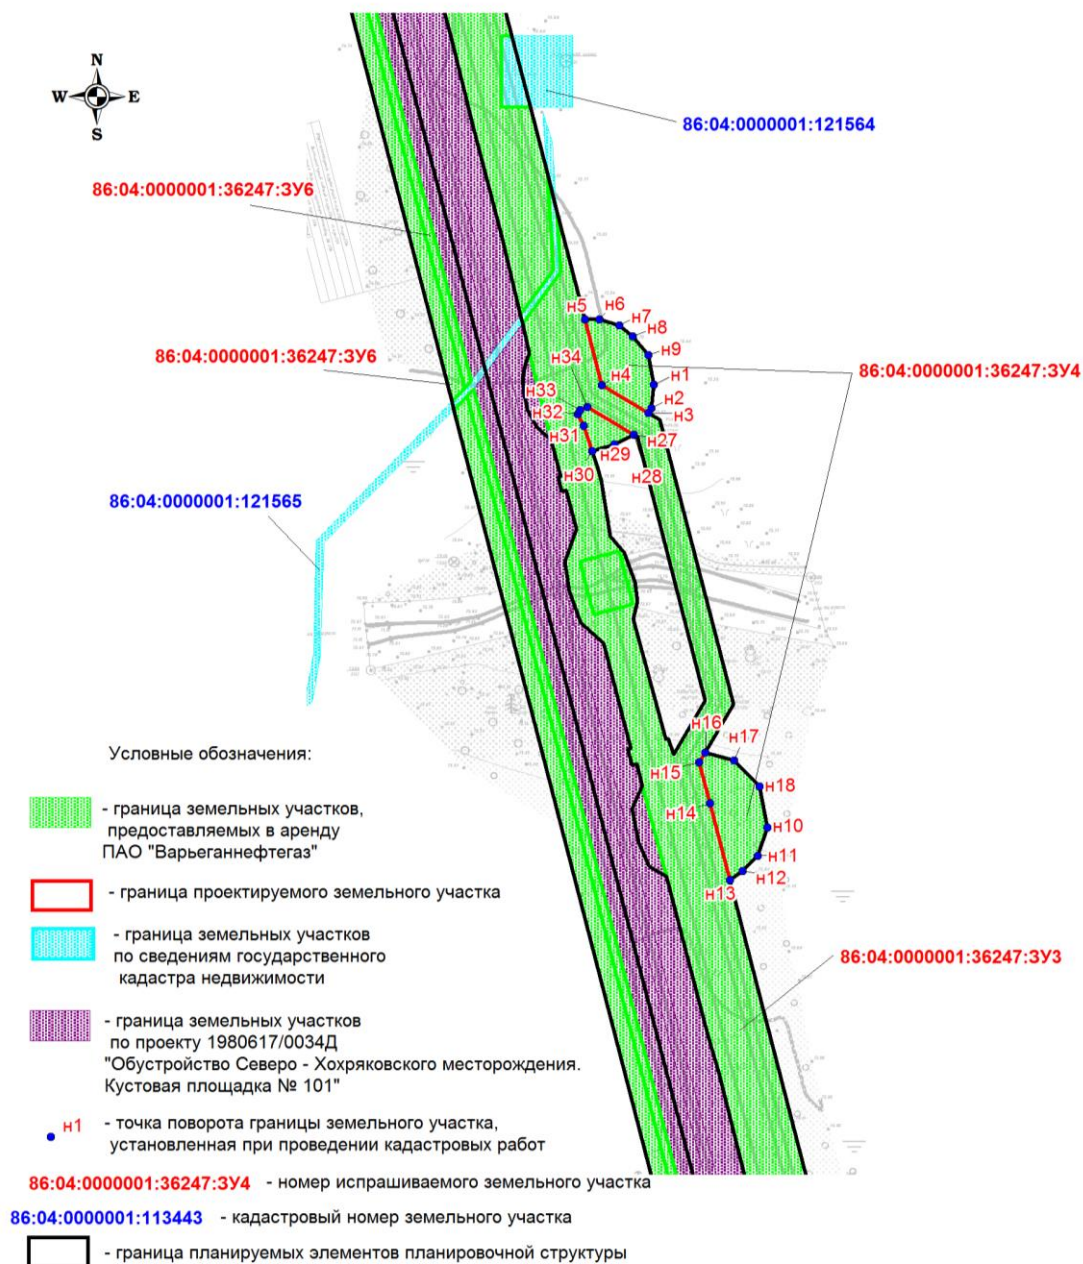 N
W
E
S
86:04:0000001:121564
86:04:0000001:36247:ЗУ6
86:04:0000001:36247:ЗУ6
86:04:0000001:36247:ЗУ4
86:04:0000001:121565
86:04:0000001:36247:ЗУ3
н5
н6
н7
н8
н9
н34
н4
н1
н33
н2
н32
н3
н31
н27
н29
н30
н28
н16
н17
н15
н18
н14
н10
н11
н12
н13
Условные обозначения:
- граница земельных участков,
предоставляемых в аренду
ПАО "Варьеганнефтегаз"
- граница проектируемого земельного участка
- граница земельных участков
по сведениям государственного
кадастра недвижимости
- граница земельных участков
по проекту 1980617/0034Д
"Обустройство Северо - Хохряковского месторождения.
Кустовая площадка № 101"
н1 - точка поворота границы земельного участка,
установленная при проведении кадастровых работ
86:04:0000001:36247:ЗУ4 - номер испрашиваемого земельного участка
86:04:0000001:113443 - кадастровый номер земельного участка
- граница планируемых элементов планировочной структуры